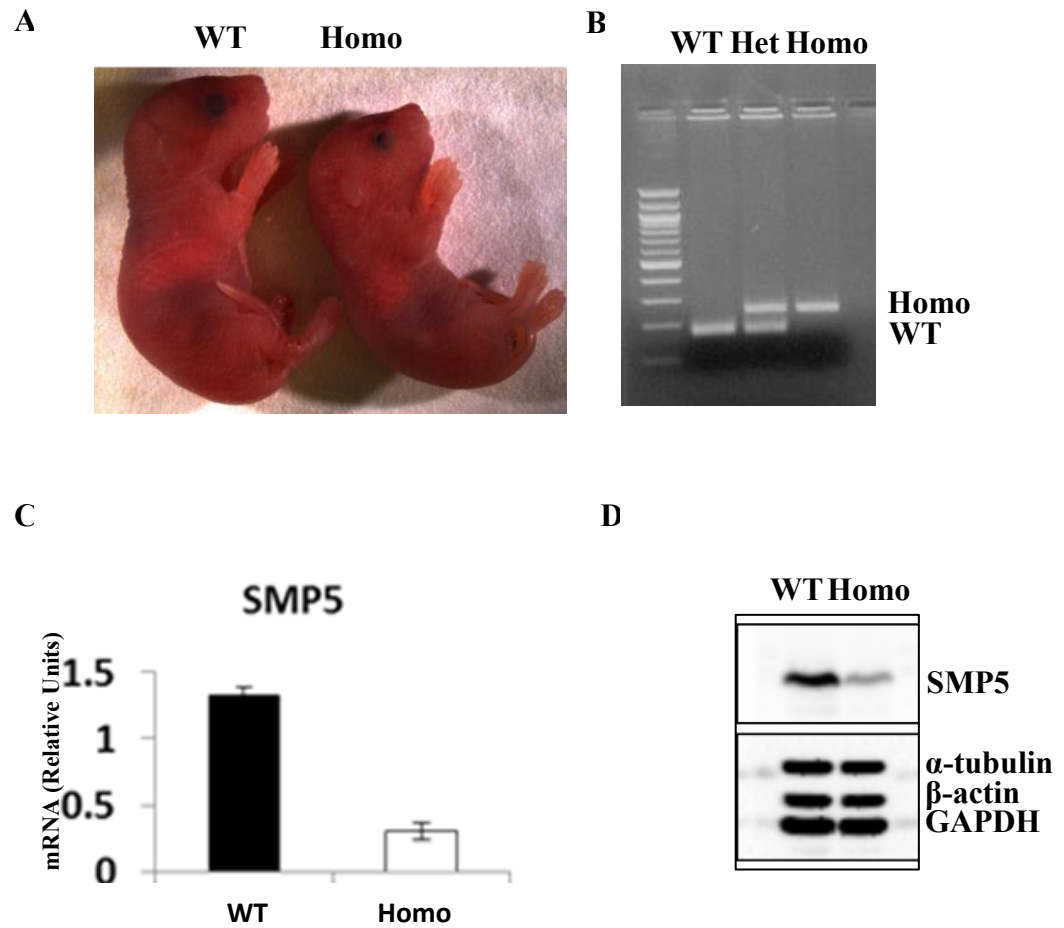 A
WT Homo
B
WT Het Homo
Homo
WT
C
SMP5
mRNA (Relative Units)
1.5
1
0.5
0
WT Homo
D
WT Homo
SMP5
α-tubulin
β-actin
GAPDH